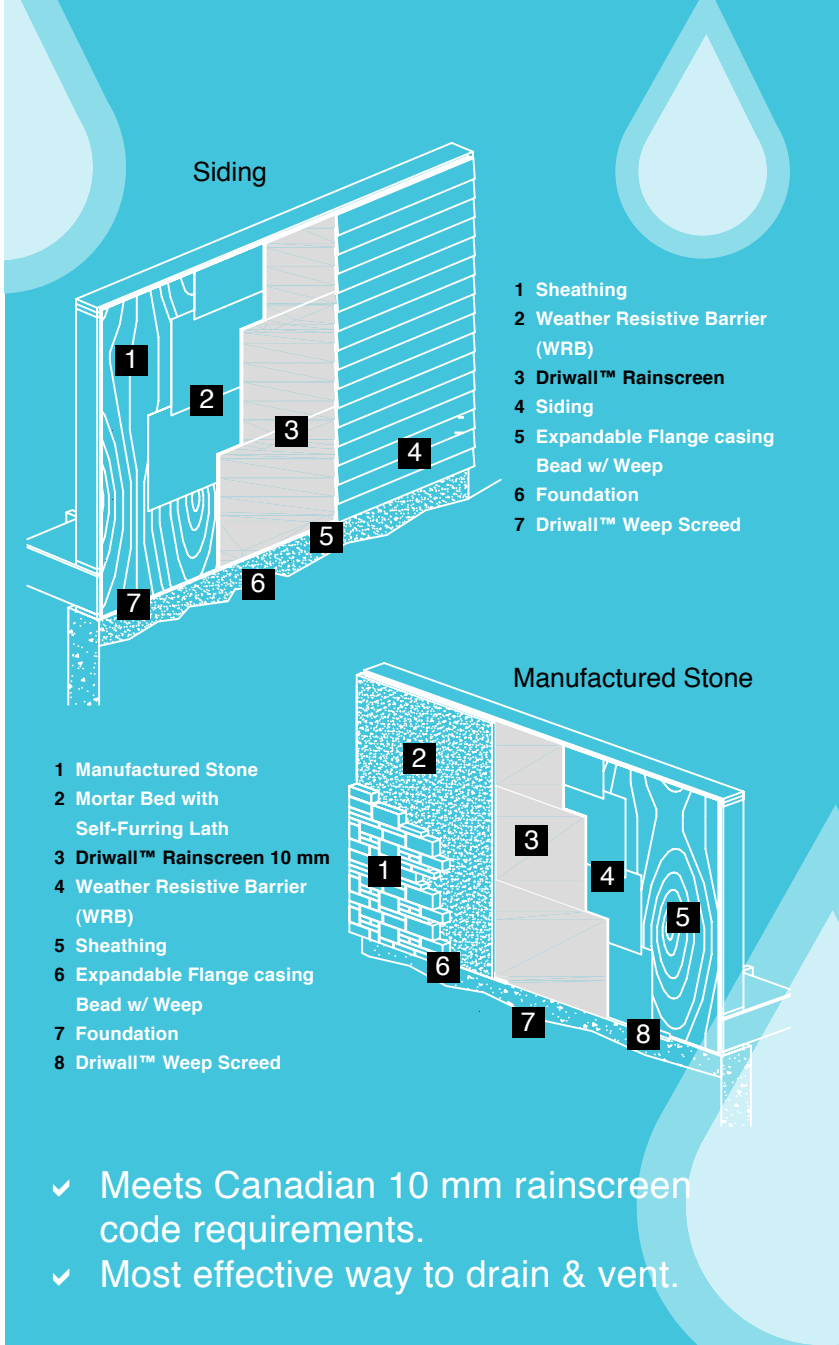 Siding
1
2
3
4
5
6
7
1 Sheathing
2 Weather Resistive Barrier
(WRB)
3 Driwall™ Rainscreen
4 Siding
5 Expandable Flange casing
Bead w/ Weep
6 Foundation
7 Driwall™ Weep Screed
Manufactured Stone
2
3
1
4
5
6
7
8
1 Manufactured Stone
2 Mortar Bed with
Self-Furring Lath
3 Driwall™ Rainscreen 10 mm
4 Weather Resistive Barrier
(WRB)
5 Sheathing
6 Expandable Flange casing
Bead w/ Weep
7 Foundation
8 Driwall™ Weep Screed
Meets Canadian 10 mm rainscreen
code requirements.
Most effective way to drain & vent.